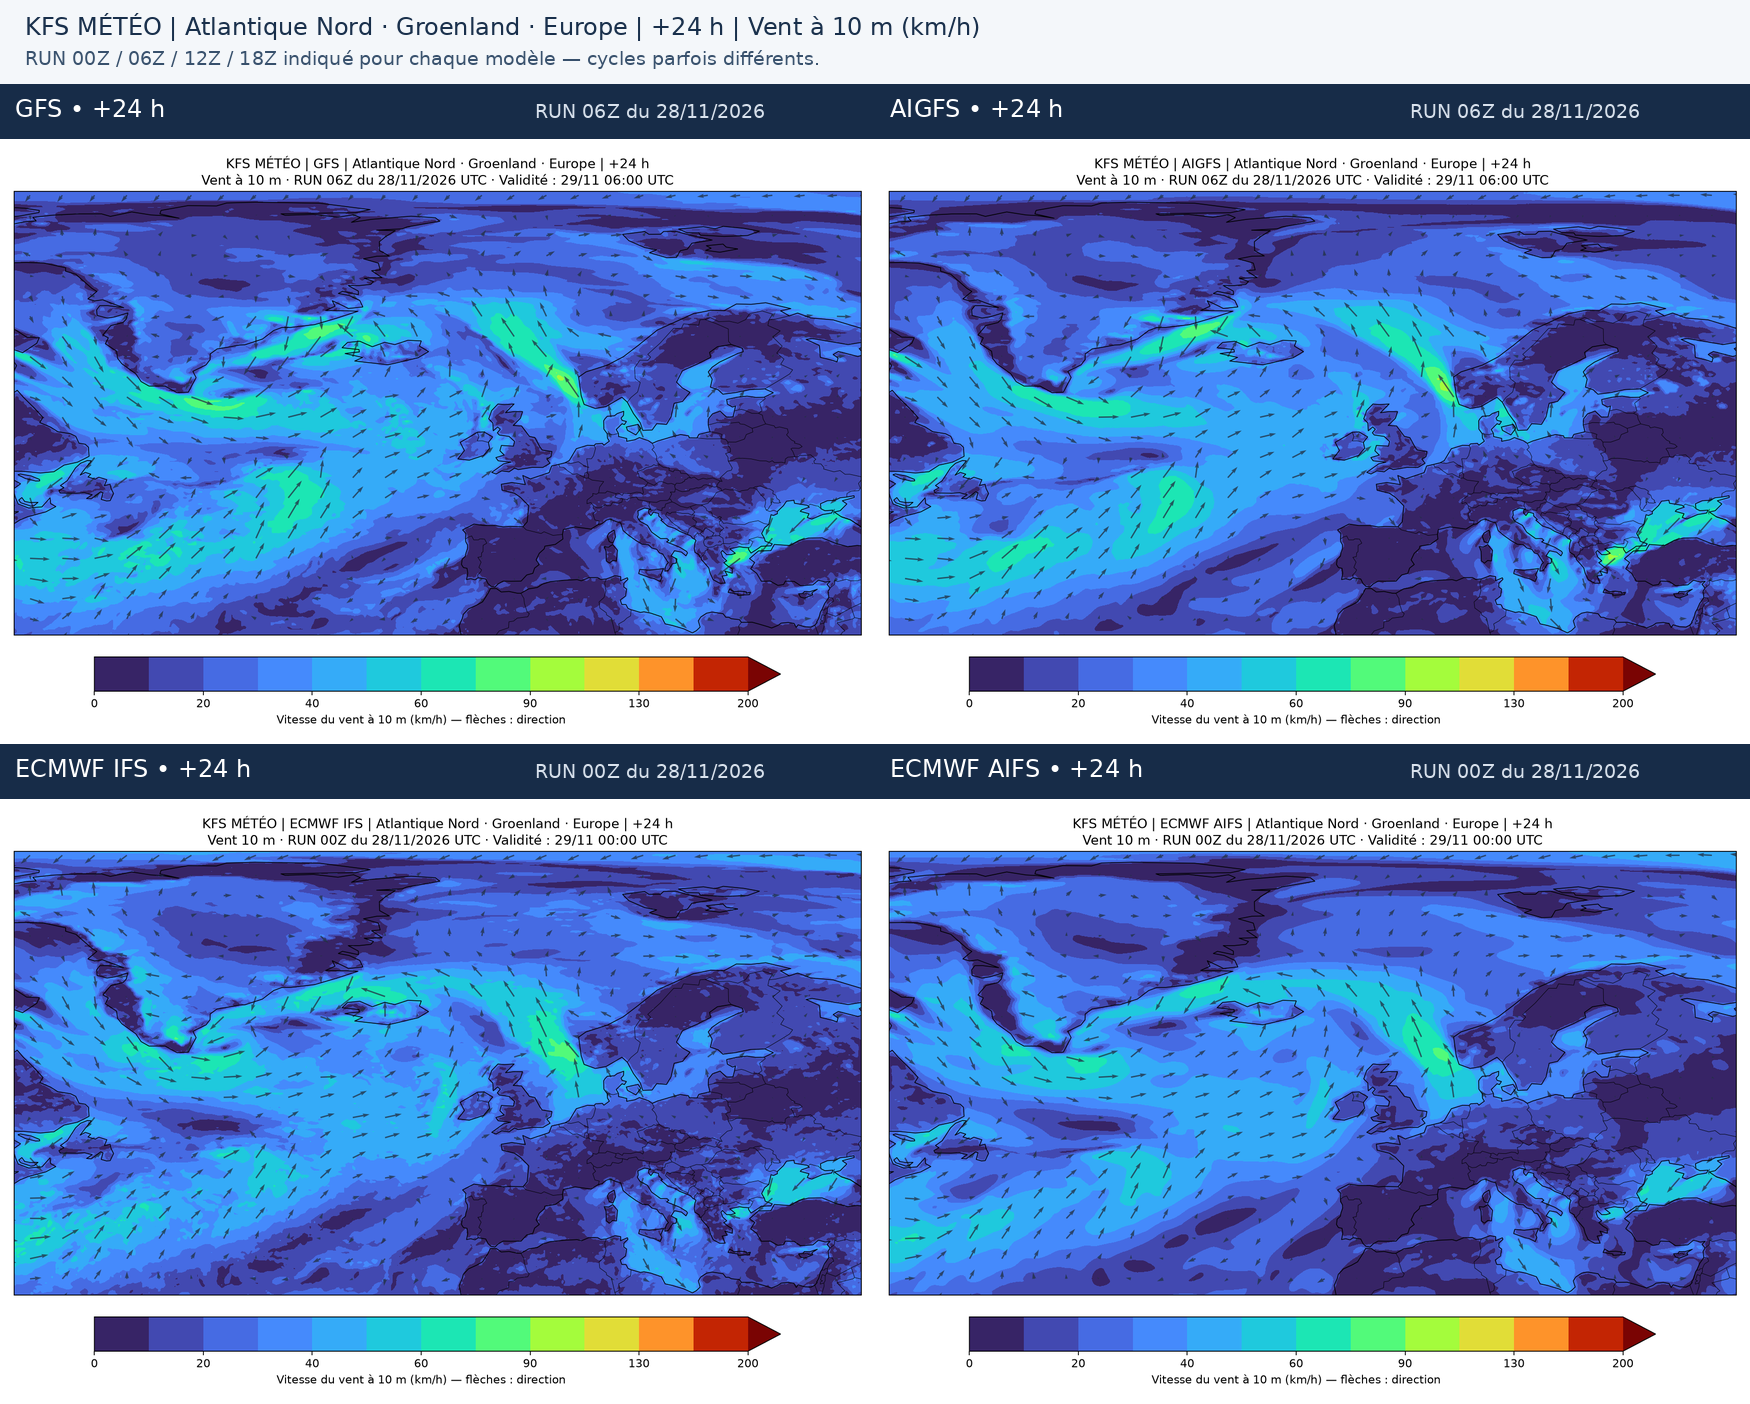 KFS MÉTÉO | Atlantique Nord · Groenland · Europe | +24 h | Vent à 10 m (km/h)
RUN 00Z / 06Z / 12Z / 18Z indiqué pour chaque modèle — cycles parfois différents.
GFS • +24 h
RUN 06Z du 28/11/2026
AIGFS • +24 h
RUN 06Z du 28/11/2026
KFS MÉTÉO | GFS | Atlantique Nord · Groenland · Europe | +24 h
Vent à 10 m · RUN 06Z du 28/11/2026 UTC · Validité : 29/11 06:00 UTC
KFS MÉTÉO | AIGFS | Atlantique Nord · Groenland · Europe | +24 h
Vent à 10 m · RUN 06Z du 28/11/2026 UTC · Validité : 29/11 06:00 UTC
0 20 40 60 90 130 200
Vitesse du vent à 10 m (km/h) — flèches : direction
0 20 40 60 90 130 200
Vitesse du vent à 10 m (km/h) — flèches : direction
ECMWF IFS • +24 h
RUN 00Z du 28/11/2026
ECMWF AIFS • +24 h
RUN 00Z du 28/11/2026
KFS MÉTÉO | ECMWF IFS | Atlantique Nord · Groenland · Europe | +24 h
Vent 10 m · RUN 00Z du 28/11/2026 UTC · Validité : 29/11 00:00 UTC
KFS MÉTÉO | ECMWF AIFS | Atlantique Nord · Groenland · Europe | +24 h
Vent 10 m · RUN 00Z du 28/11/2026 UTC · Validité : 29/11 00:00 UTC
0 20 40 60 90 130 200
Vitesse du vent à 10 m (km/h) — flèches : direction
0 20 40 60 90 130 200
Vitesse du vent à 10 m (km/h) — flèches : direction